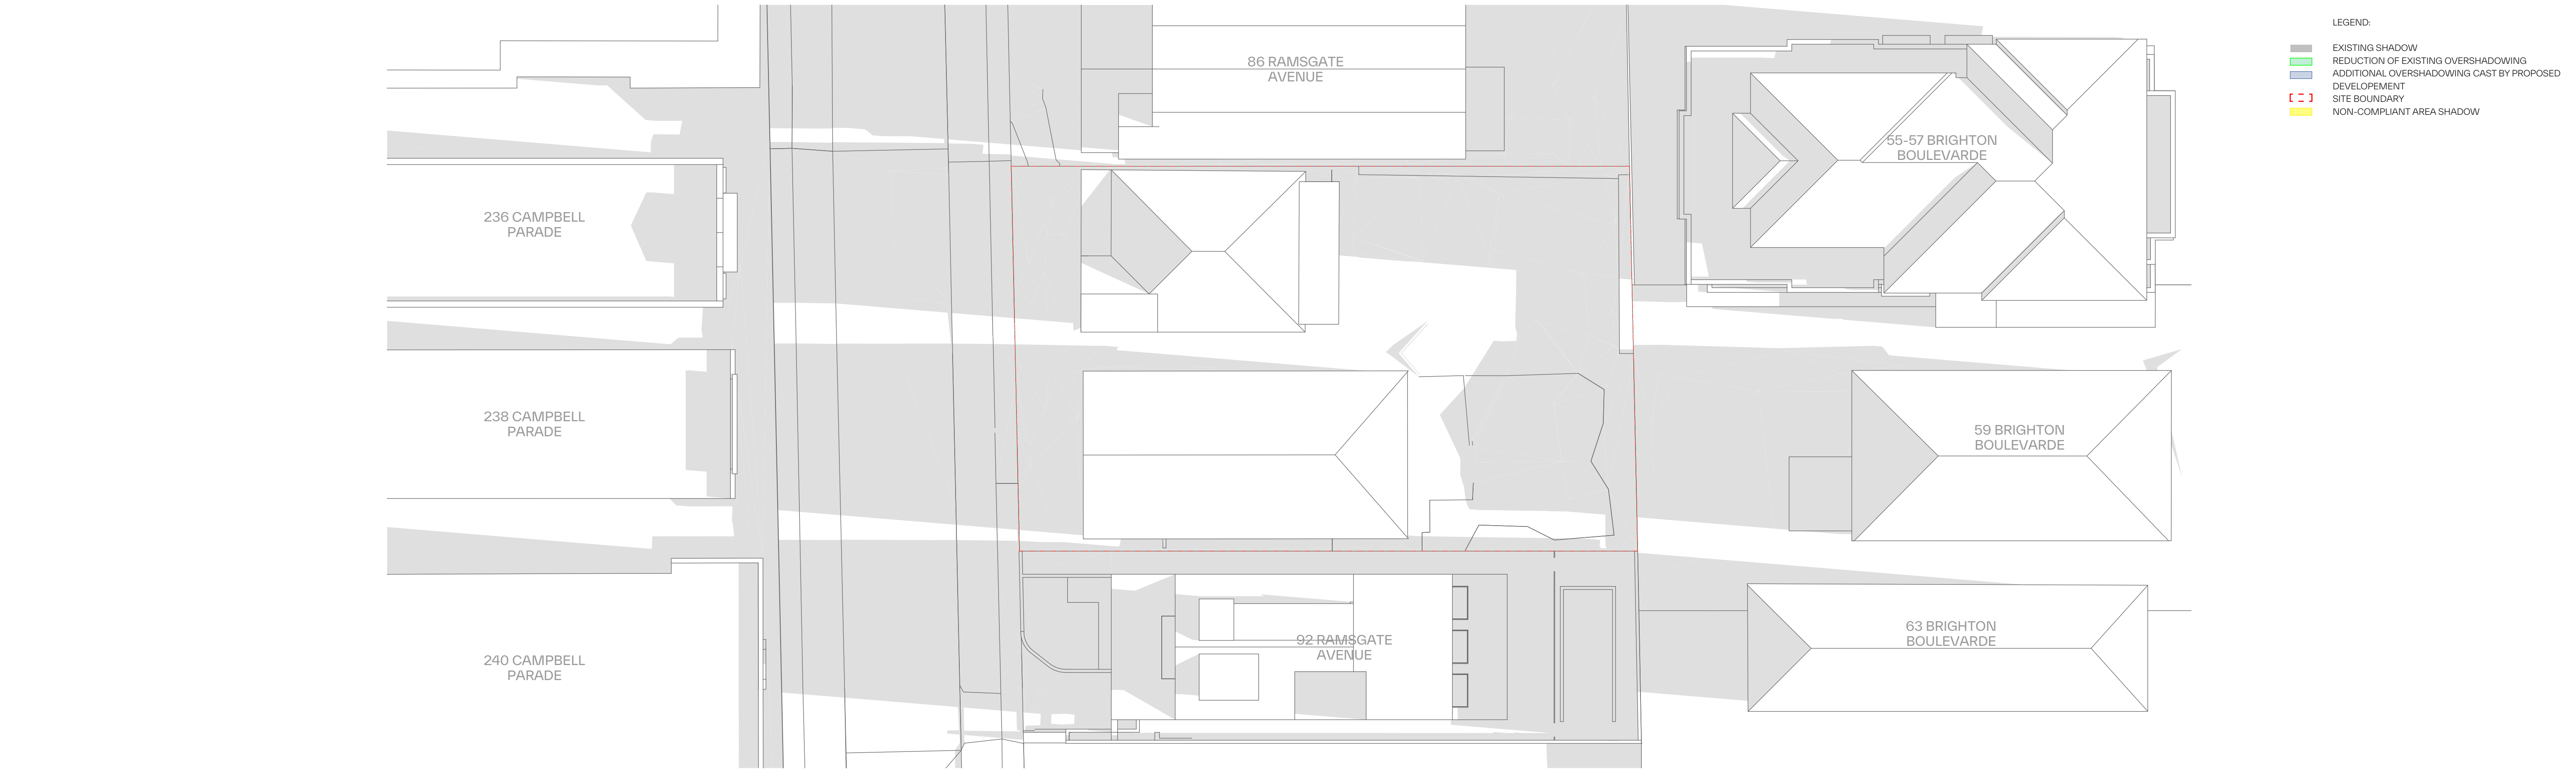 86 RAMSGATE
AVENUE
55-57 BRIGHTON
BOULEVARDE
236 CAMPBELL
PARADE
238 CAMPBELL
PARADE
59 BRIGHTON
BOULEVARDE
240 CAMPBELL
PARADE
92 RAMSGATE
AVENUE
63 BRIGHTON
BOULEVARDE
LEGEND:
EXISTING SHADOW
REDUCTION OF EXISTING OVERSHADOWING
ADDITIONAL OVERSHADOWING CAST BY PROPOSED
DEVELOPEMENT
SITE BOUNDARY
NON-COMPLIANT AREA SHADOW